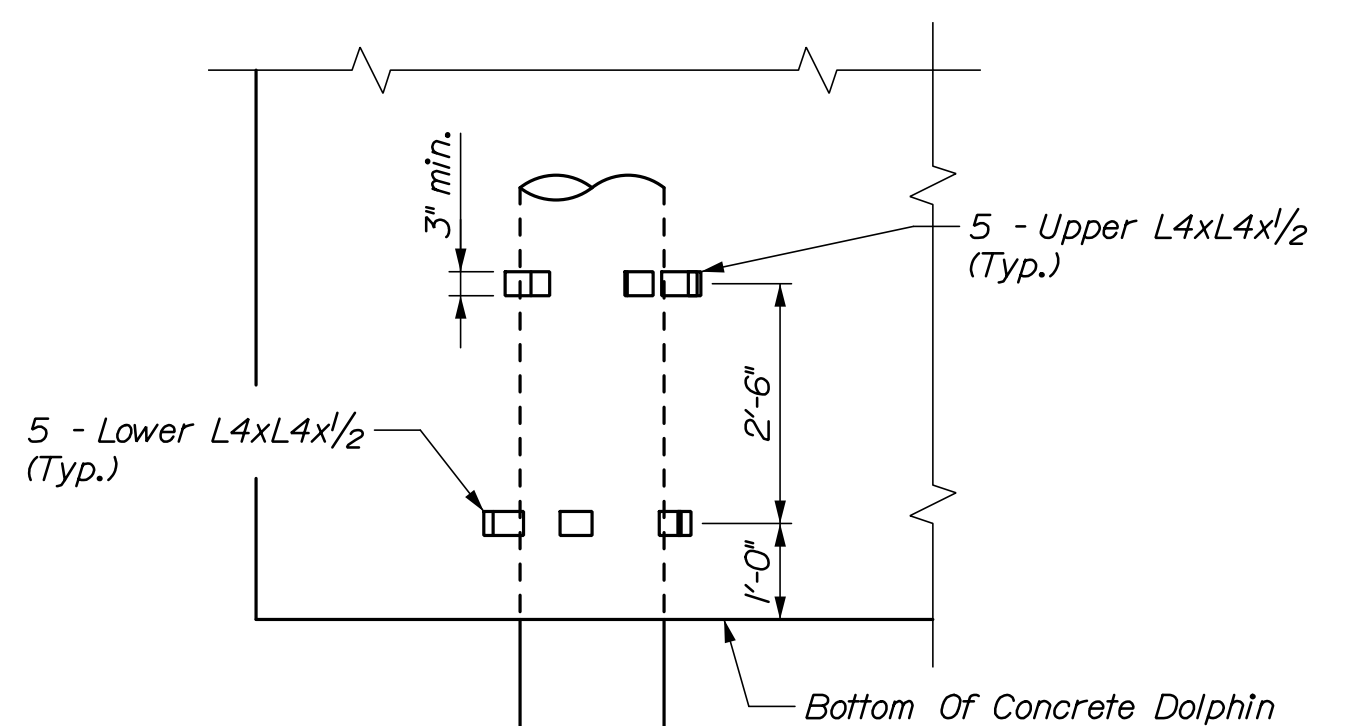 3" min.
5 - Upper L4xL4x1/2
(Typ.)
2'-6"
5 - Lower L4xL4x1/2
(Typ.)
1'-0"
Bottom Of Concrete Dolphin